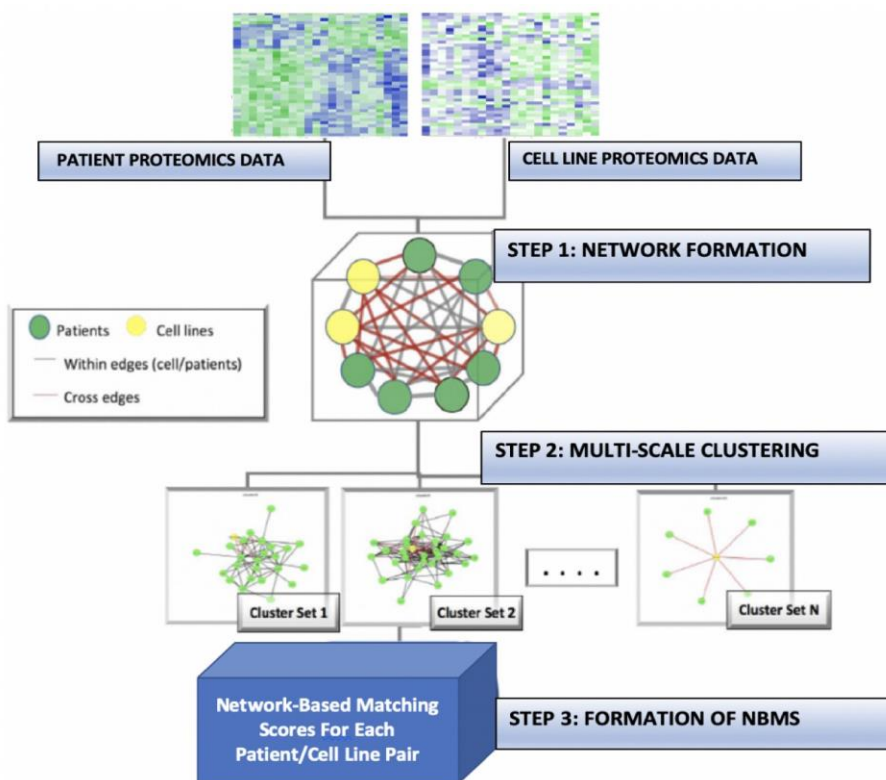 PATIENT PROTEOMICS DATA
CELL LINE PROTEOMICS DATA
STEP 1: NETWORK FORMATION
Patients
Cell lines
Within edges (cell/patients)
Cross edges
STEP 2: MULTI-SCALE CLUSTERING
. . . .
Cluster Set 1
Cluster Set 2
Cluster Set N
Network-Based Matching
Scores For Each
Patient/Cell Line Pair
STEP 3: FORMATION OF NBMS